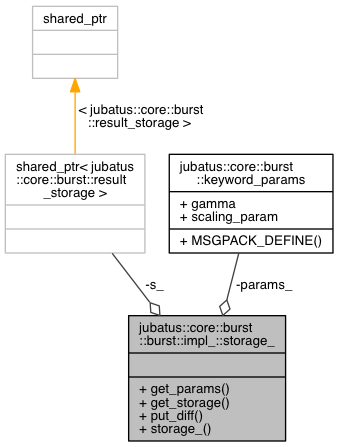 shared_ptr
< jubatus::core::burst
::result_storage >
shared_ptr< jubatus
::core::burst::result
_storage >
jubatus::core::burst
::keyword_params
+ gamma
+ scaling_param
+ MSGPACK_DEFINE()
-s_
-params_
jubatus::core::burst
::burst::impl_::storage_
+ get_params()
+ get_storage()
+ put_diff()
+ storage_()